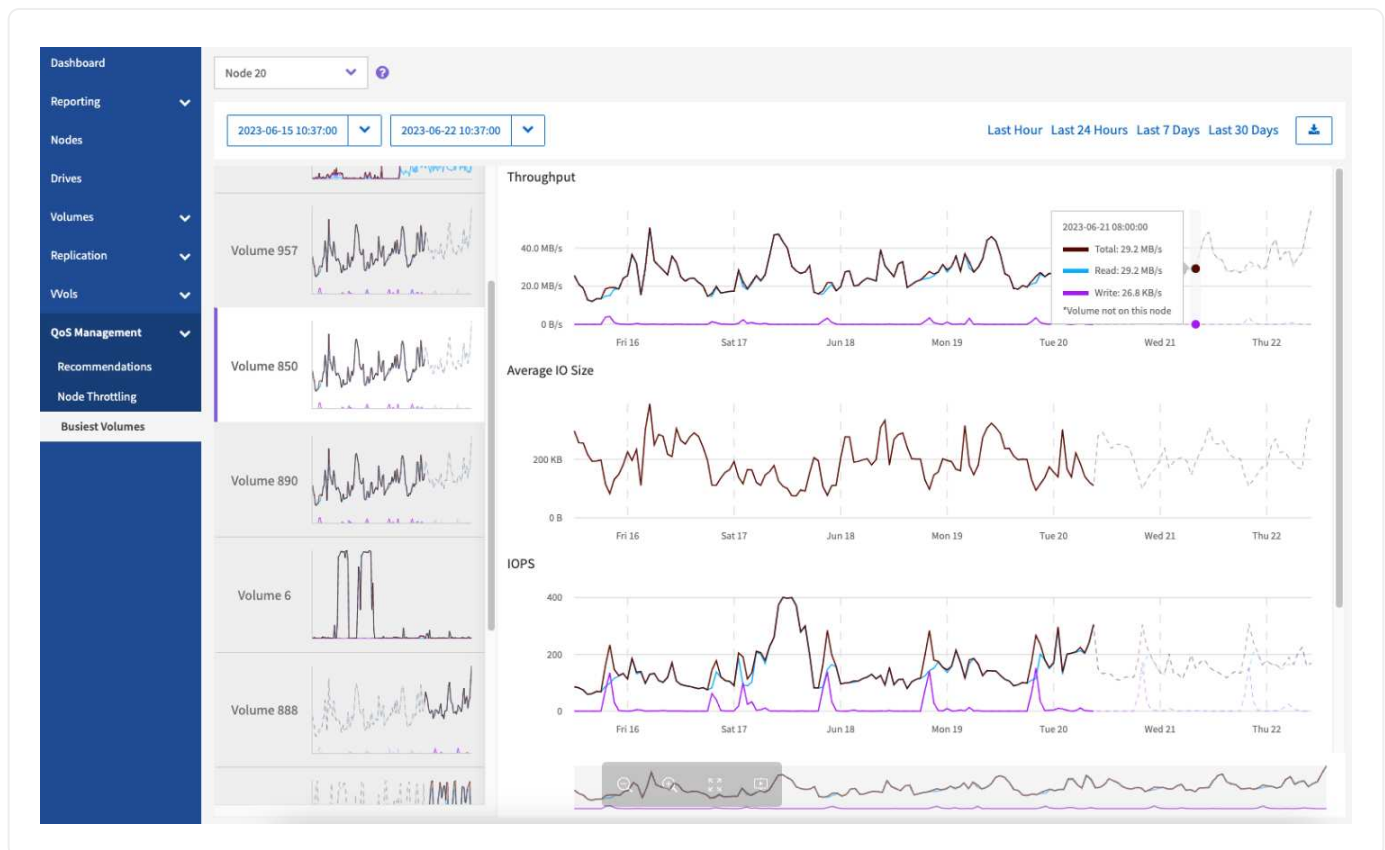 Dashboard
Reporting
Nodes
Drives
Volumes
Replication
VVols
QoS Management
Recommendations
Node Throttling
Busiest Volumes
Node 20
?
2023-06-15 10:37:00
2023-06-22 10:37:00
Last Hour Last 24 Hours Last 7 Days Last 30 Days
Volume 957
Volume 850
Volume 890
Volume 6
Volume 888
Throughput
40.0 MB/s
20.0 MB/s
0 B/s
2023-06-21 08:00:00
Total: 29.2 MB/s
Read: 29.2 MB/s
Write: 26.8 KB/s
*Volume not on this node
Fri 16 Sat 17 Jun 18 Mon 19 Tue 20 Wed 21 Thu 22
Average IO Size
200 KB
0 B
Fri 16 Sat 17 Jun 18 Mon 19 Tue 20 Wed 21 Thu 22
IOPS
400
200
0
Fri 16 Sat 17 Jun 18 Mon 19 Tue 20 Wed 21 Thu 22